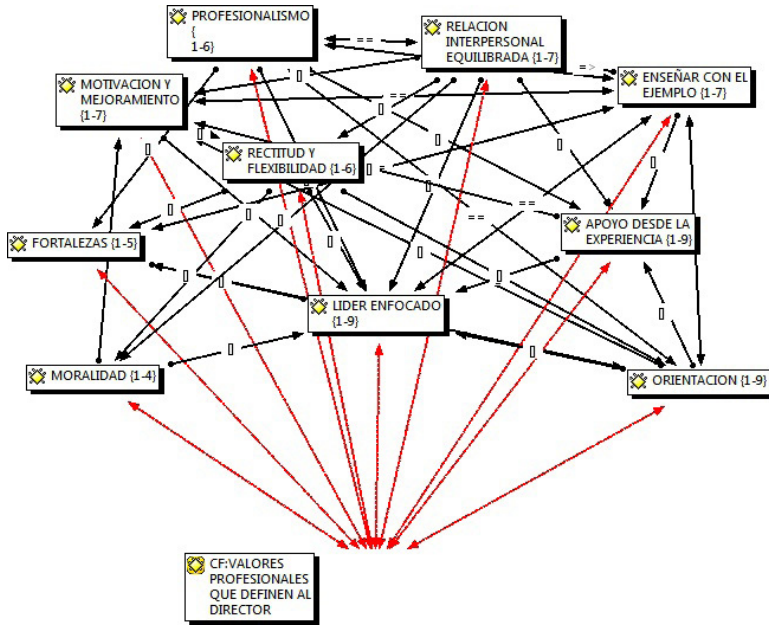 PROFESIONALISMO
{
1-6}
RELACION
INTERPERSONAL
EQUILIBRADA {1-7}
ENSEÑAR CON EL
EJEMPLO {1-7}
MOTIVACION Y
MEJORAMIENTO
{1-7}
RECTITUD Y
FLEXIBILIDAD {1-6}
FORTALEZAS {1-5}
APOYO DESDE LA
EXPERIENCIA {1-9}
LIDER ENFOCADO
{1-9}
MORALIDAD {1-4}
ORIENTACION {1-9}
CF:VALORES
PROFESIONALES
QUE DEFINEN AL
DIRECTOR
==
=>
==
==
==